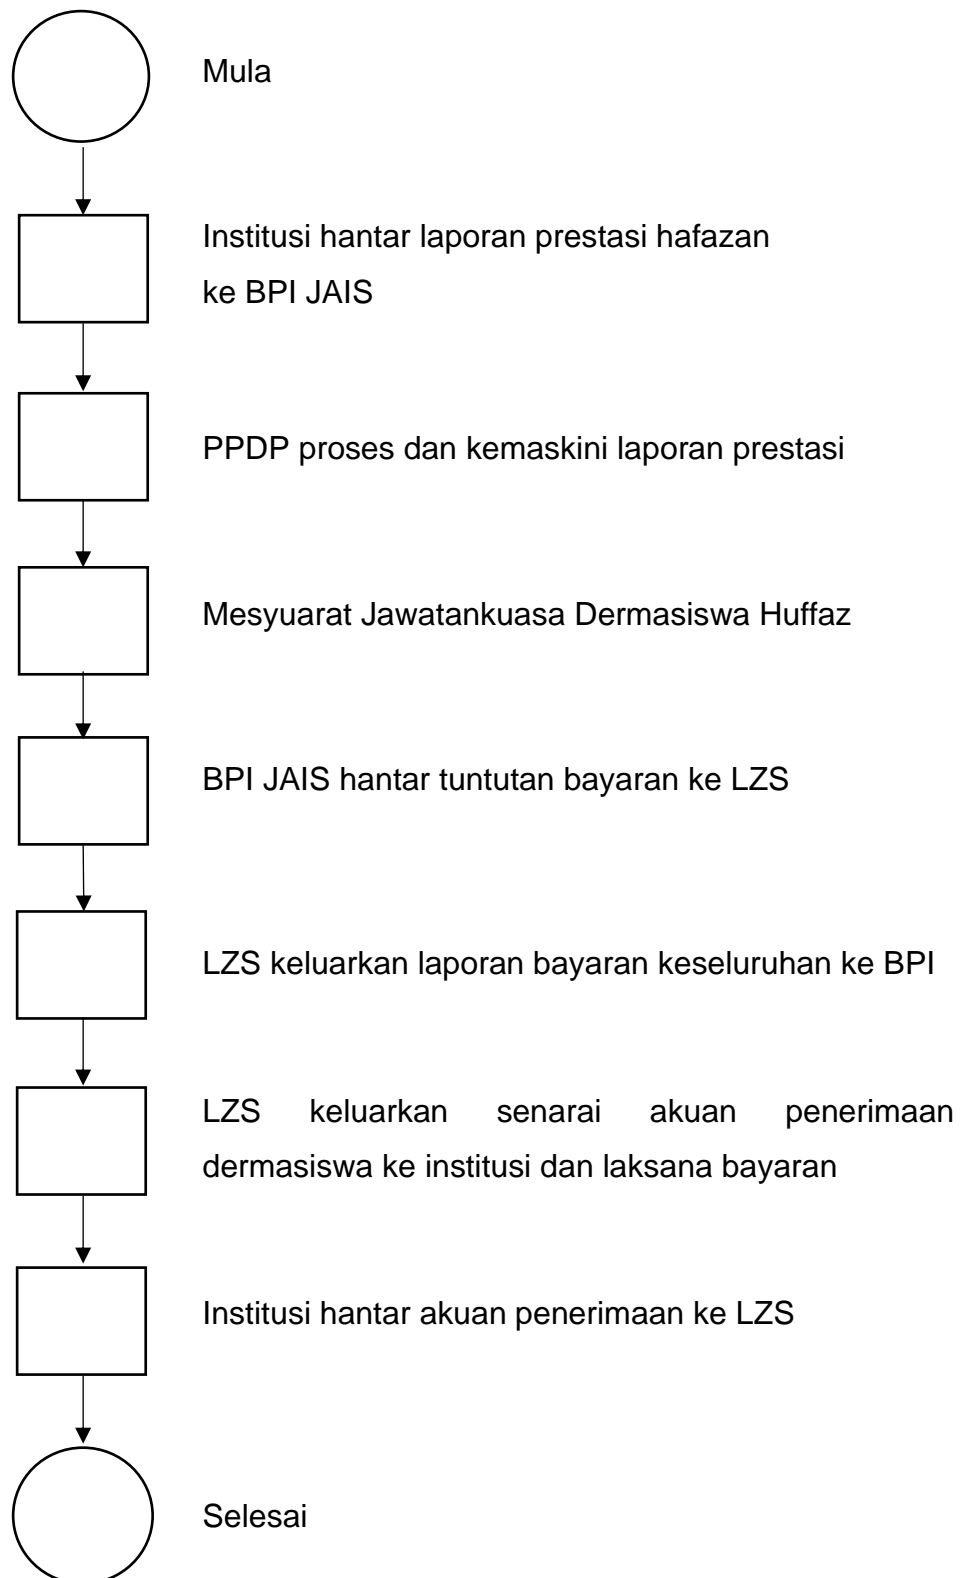 Mula
Institusi hantar laporan prestasi hafazan
ke BPI JAIS
PPDP proses dan kemaskini laporan prestasi
Mesyuarat Jawatankuasa Dermasiswa Huffaz
BPI JAIS hantar tuntutan bayaran ke LZS
LZS keluarkan laporan bayaran keseluruhan ke BPI
LZS keluarkan senarai akuan penerimaan
dermasiswa ke institusi dan laksana bayaran
Institusi hantar akuan penerimaan ke LZS
Selesai